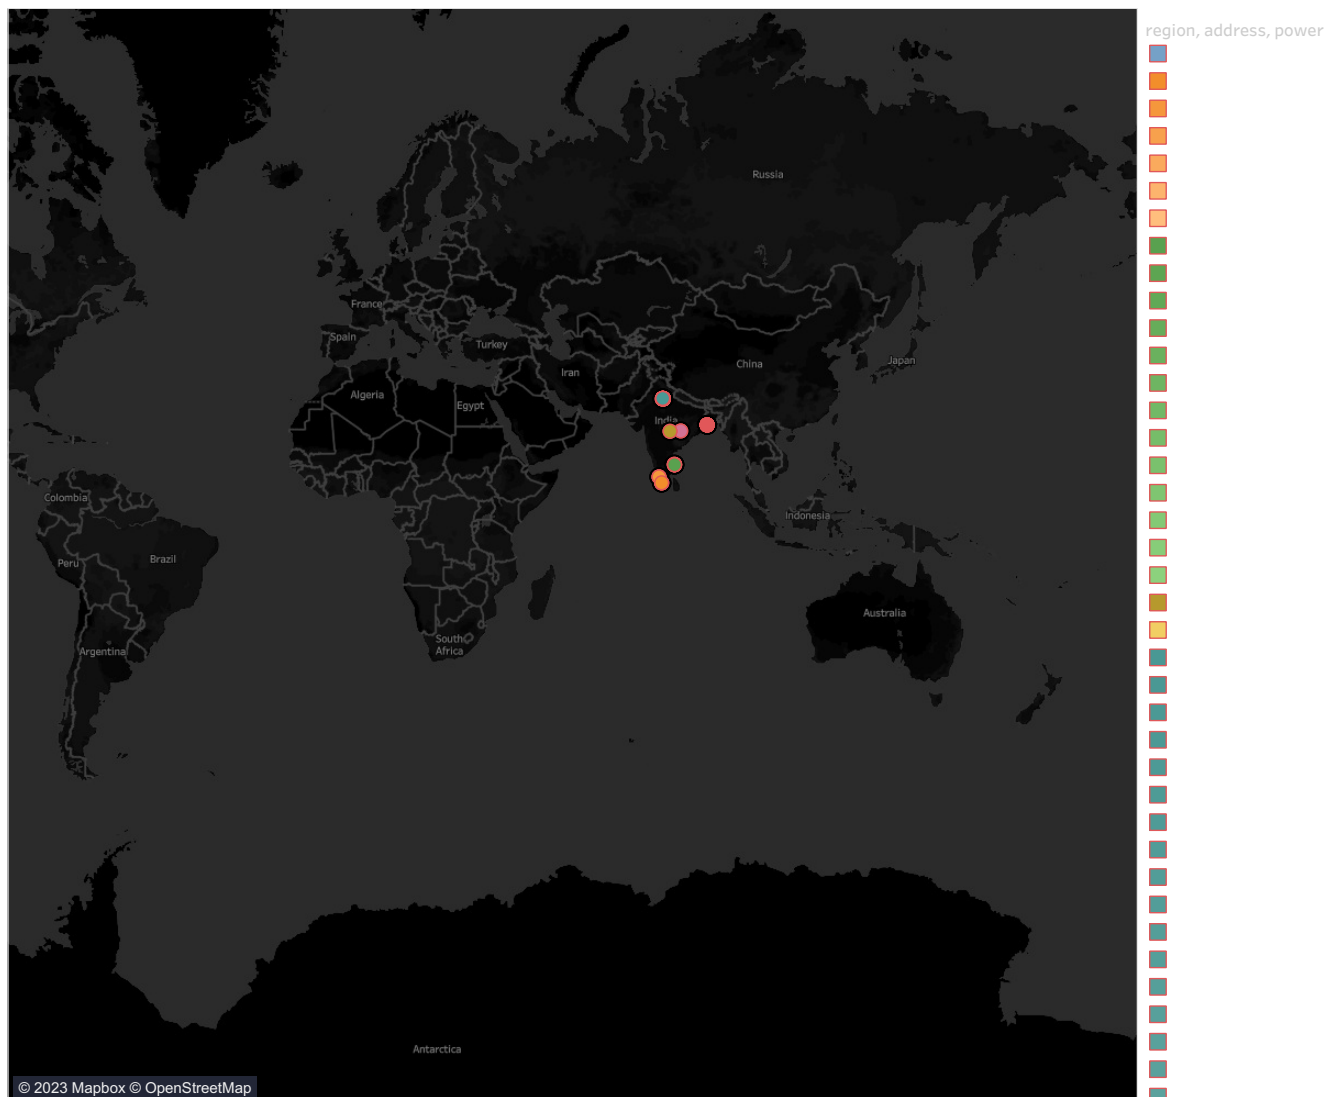 region, address, power
Russia
France
Spain
Turkey
Iran
China
Japan
Algeria
Egypt
India
Colombia
Indonesia
Peru
Brazil
Australia
Argentina
South
Africa
Antarctica
© 2023 Mapbox © OpenStreetMap